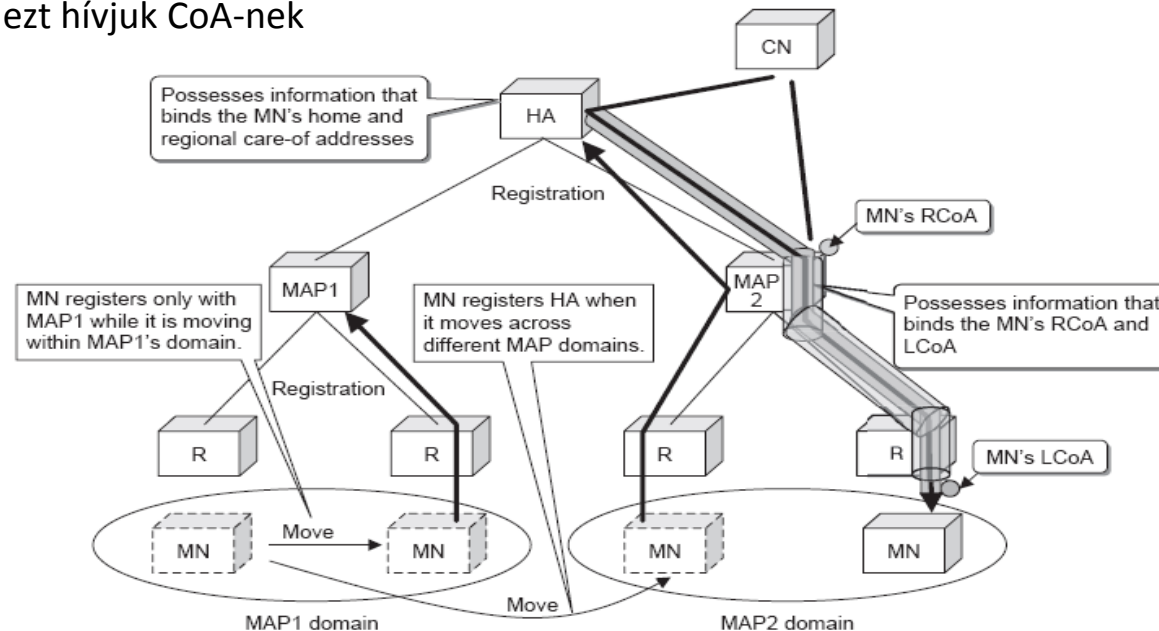 ezt hívjuk CoA-nek
CN
Possesses information that
binds the MN's home and
regional care-of addresses
HA
Registration
MN's RCoA
MAP1
MAP
2
MN registers only with
MAP1 while it is moving
within MAP1's domain.
MN registers HA when
it moves across
different MAP domains.
Possesses information that
binds the MN's RCoA and
LCoA
Registration
R
R
R
R
MN's LCoA
MN
Move
MN
MN
MN
Move
MAP1 domain
MAP2 domain